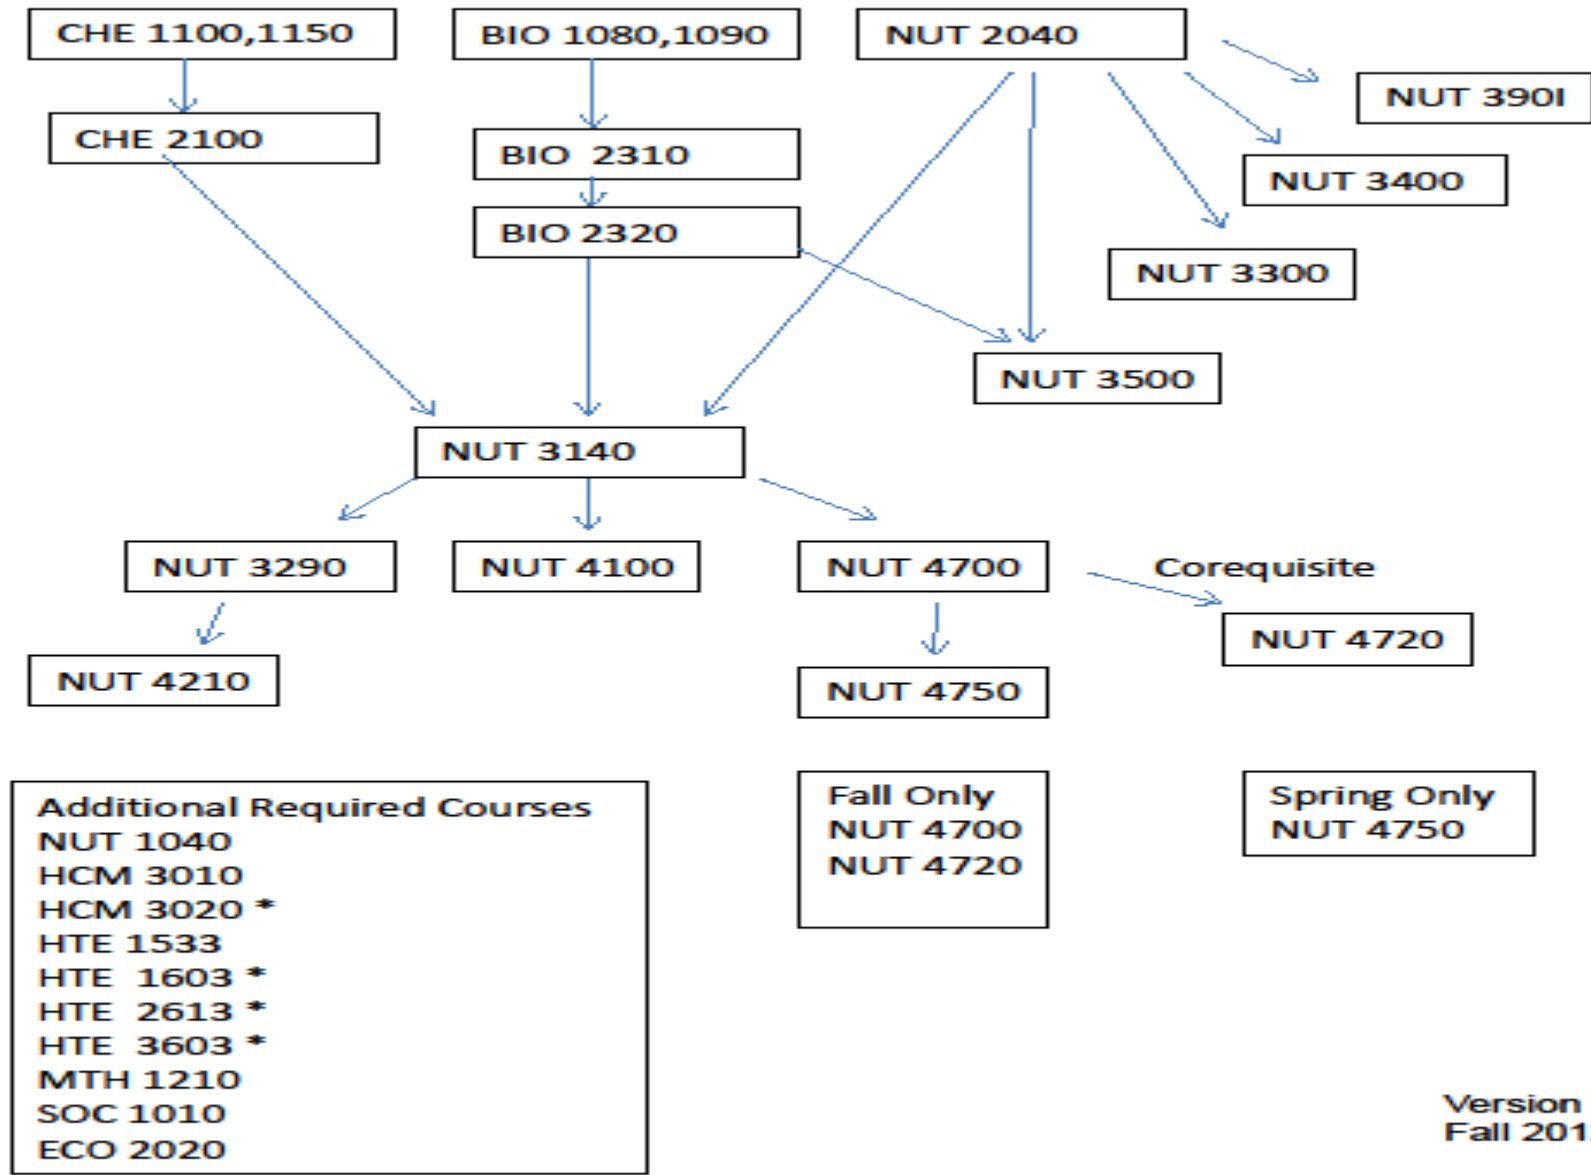 CHE 1100,1150
BIO 1080,1090
NUT 2040
NUT 390I
CHE 2100
BIO 2310
NUT 3400
BIO 2320
NUT 3300
NUT 3500
NUT 3140
NUT 3290
NUT 4100
NUT 4700
Corequisite
NUT 4720
NUT 4210
NUT 4750
Additional Required Courses
NUT 1040
HCM 3010
HCM 3020 *
HTE 1533
HTE 1603 *
HTE 2613 *
HTE 3603 *
MTH 1210
SOC 1010
ECO 2020
Fall Only
NUT 4700
NUT 4720
Spring Only
NUT 4750
Version
Fall